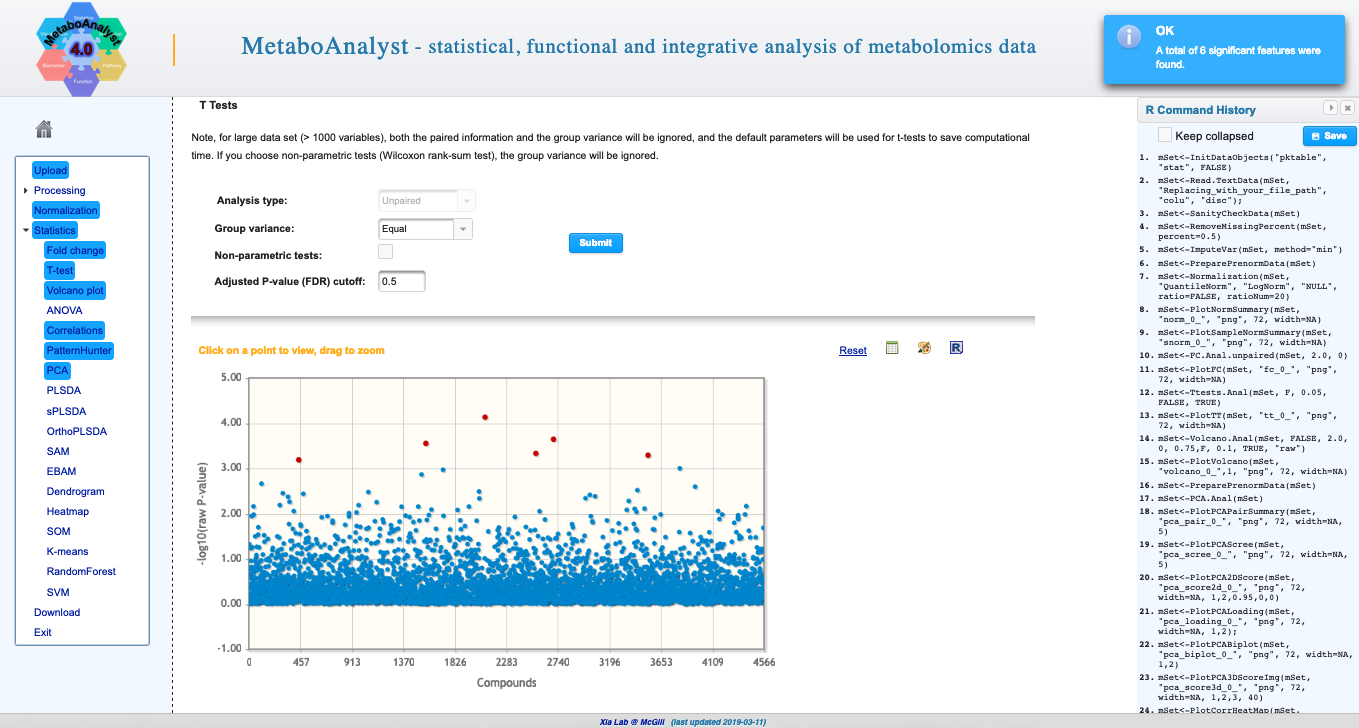 MetaboAnalyst
4.0
Biomarker
Pathway
Function
MetaboAnalyst - statistical, functional and integrative analysis of metabolomics data
OK
A total of 6 significant features were
found.
Upload
Processing
Normalization
Statistics
Fold change
T-test
Volcano plot
ANOVA
Correlations
PatternHunter
PCA
PLSDA
sPLSDA
OrthoPLSDA
SAM
EBAM
Dendrogram
Heatmap
SOM
K-means
RandomForest
SVM
Download
Exit
T Tests
Note, for large data set (> 1000 variables), both the paired information and the group variance will be ignored, and the default parameters will be used for t-tests to save computational
time. If you choose non-parametric tests (Wilcoxon rank-sum test), the group variance will be ignored.
Analysis type: Unpaired
Group variance: Equal
Submit
Non-parametric tests:
Adjusted P-value (FDR) cutoff: 0.5
Click on a point to view, drag to zoom
Reset
R
5.00
4.00
3.00
2.00
1.00
0.00
-1.00
-log10(raw P-value)
0 457 913 1370 1826 2283 2740 3196 3653 4109 4566
Compounds
R Command History
Keep collapsed
Save
1. mSet<-InitDataObjects("pktable",
"stat", FALSE)
2. mSet<-Read.TextData(mSet,
"Replacing_with_your_file_path",
"colu", "disc");
3. mSet<-SanityCheckData(mSet)
4. mSet<-RemoveMissingPercent(mSet,
percent=0.5)
5. mSet<-ImputeVar(mSet, method="min")
6. mSet<-PreparePrenormData(mSet)
7. mSet<-Normalization(mSet,
"QuantileNorm", "LogNorm", "NULL",
ratio=FALSE, ratioNum=20)
8. mSet<-PlotNormSummary(mSet,
"norm_0_", "png", 72, width=NA)
9. mSet<-PlotSampleNormSummary(mSet,
"snorm_0_", "png", 72, width=NA)
10. mSet<-FC.Anal.unpaired(mSet, 2.0, 0)
11. mSet<-PlotFC(mSet, "fc_0_", "png",
72, width=NA)
12. mSet<-Ttests.Anal(mSet, F, 0.05,
FALSE, TRUE)
13. mSet<-PlotTT(mSet, "tt_0_", "png",
72, width=NA)
14. mSet<-Volcano.Anal(mSet, FALSE, 2.0,
0, 0.75,F, 0.1, TRUE, "raw")
15. mSet<-PlotVolcano(mSet,
"volcano_0_",1, "png", 72, width=NA)
16. mSet<-PreparePrenormData(mSet)
17. mSet<-PCA.Anal(mSet)
18. mSet<-PlotPCAPairSummary(mSet,
"pca_pair_0_", "png", 72, width=NA,
5)
19. mSet<-PlotPCAScree(mSet,
"pca_scree_0_", "png", 72, width=NA,
5)
20. mSet<-PlotPCA2DScore(mSet,
"pca_score2d_0_", "png", 72,
width=NA, 1,2,0.95,0,0)
21. mSet<-PlotPCALoading(mSet,
"pca_loading_0_", "png", 72,
width=NA, 1,2);
22. mSet<-PlotPCABiplot(mSet,
"pca_biplot_0_", "png", 72, width=NA,
1,2)
23. mSet<-PlotPCA3DScoreImg(mSet,
"pca_score3d_0_", "png", 72,
width=NA, 1,2,3, 40)
24. mSet<-PlotCorrHeatMap(mSet,
Xia Lab @ McGill (last updated 2019-03-11)